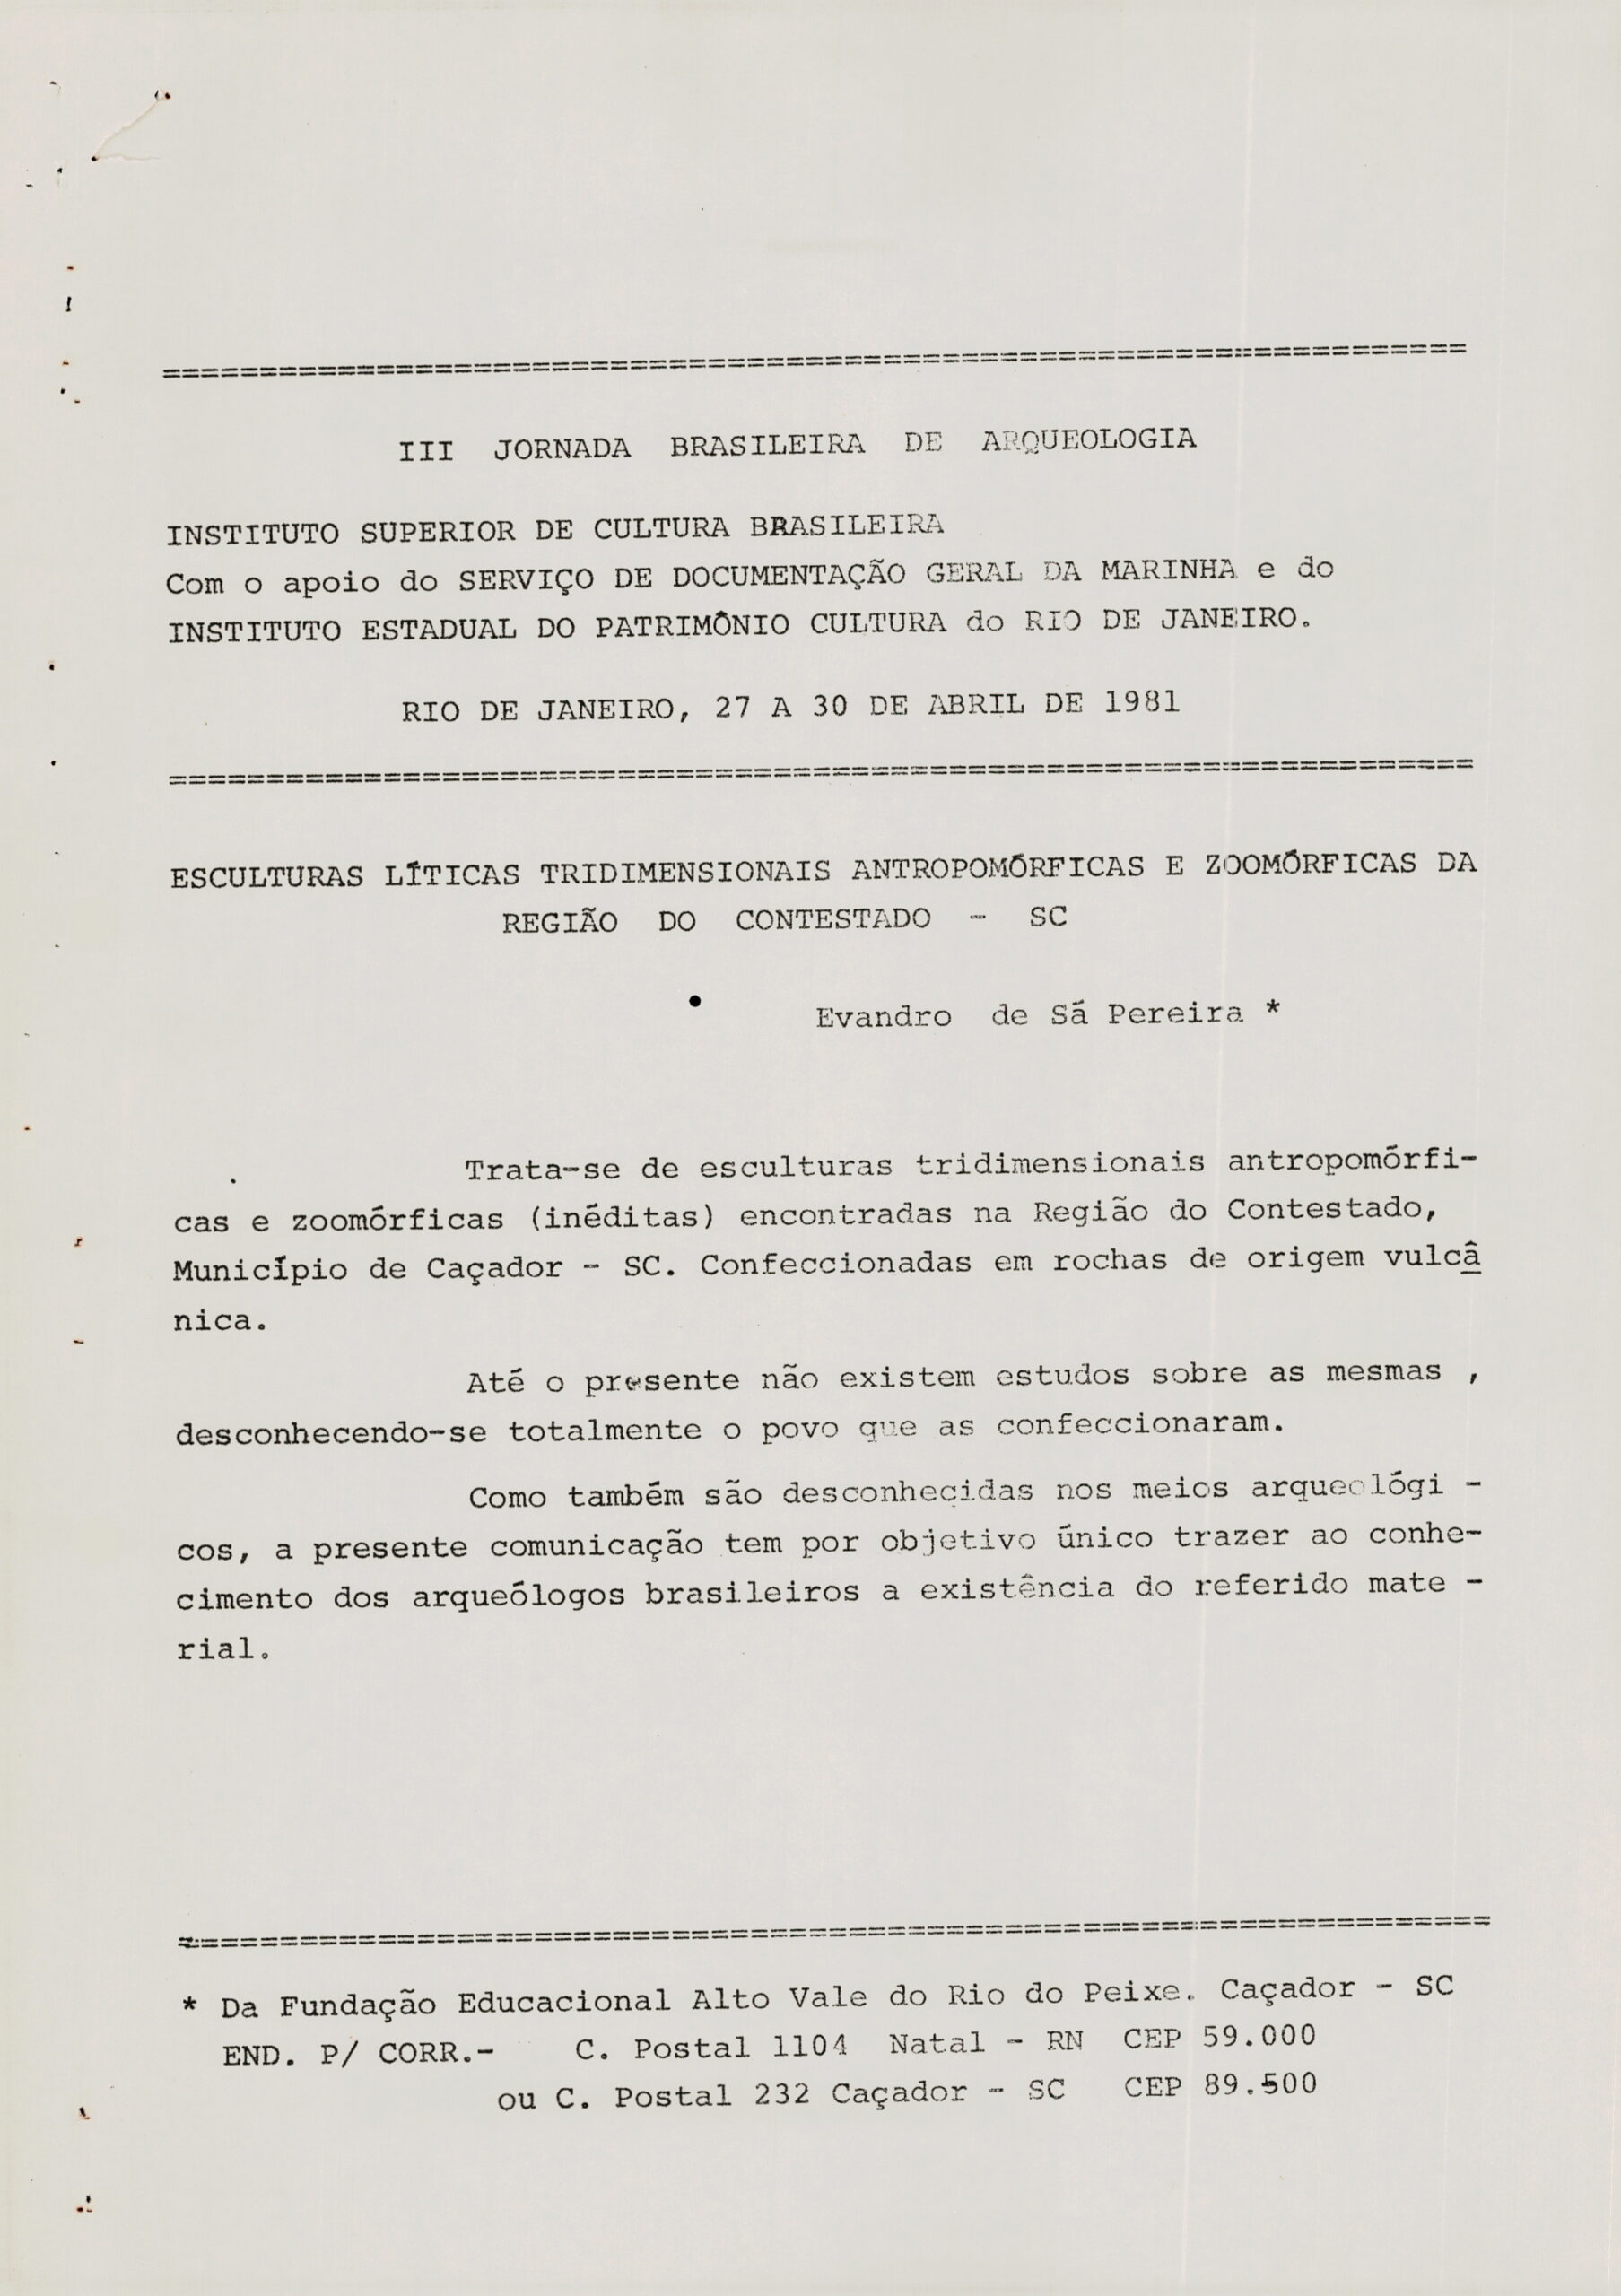 ===================================================================
III JORNADA BRASILEIRA DE ARQUEOLOGIA
INSTITUTO SUPERIOR DE CULTURA BRASILEIRA
Com o apoio do SERVIÇO DE DOCUMENTAÇÃO GERAL DA MARINHA e do
INSTITUTO ESTADUAL DO PATRIMÔNIO CULTURA do RIO DE JANEIRO.
RIO DE JANEIRO, 27 A 30 DE ABRIL DE 1981
===================================================================
ESCULTURAS LÍTICAS TRIDIMENSIONAIS ANTROPOMÓRFICAS E ZOOMÓRFICAS DA
REGIÃO DO CONTESTADO - SC
Evandro de Sá Pereira *
Trata-se de esculturas tridimensionais antropomórfi-
cas e zoomórficas (inéditas) encontradas na Região do Contestado,
Município de Caçador - SC. Confeccionadas em rochas de origem vulcâ
nica.
Até o presente não existem estudos sobre as mesmas ,
desconhecendo-se totalmente o povo que as confeccionaram.
Como também são desconhecidas nos meios arqueológi -
cos, a presente comunicação tem por objetivo único trazer ao conhe-
cimento dos arqueólogos brasileiros a existência do referido mate -
rial.
===================================================================
* Da Fundação Educacional Alto Vale do Rio do Peixe. Caçador - SC
END. P/ CORR.- C. Postal 1104 Natal - RN CEP 59.000
ou C. Postal 232 Caçador - SC CEP 89.500